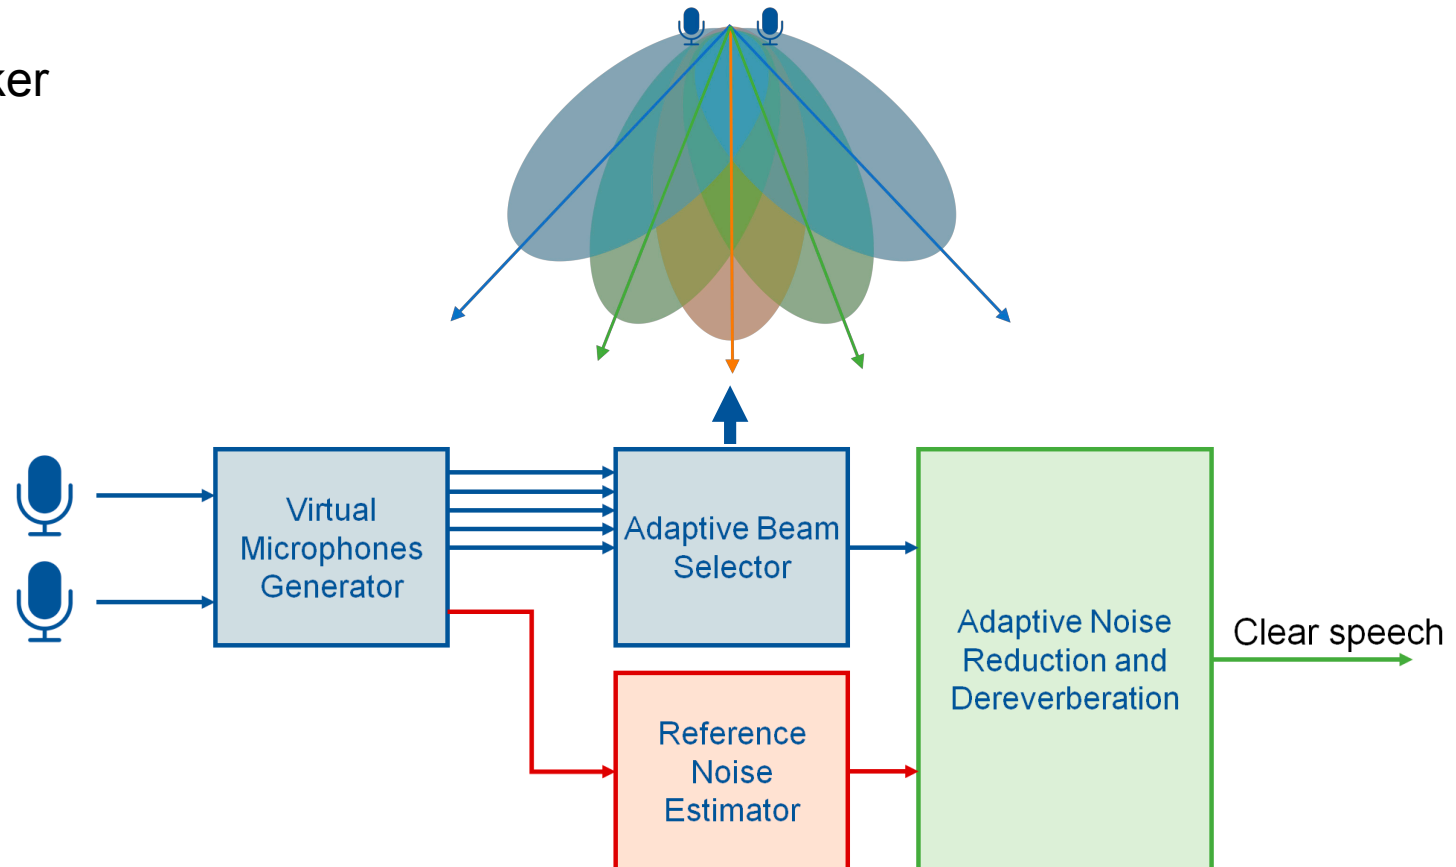 ker
Virtual
Microphones
Generator
Adaptive Beam
Selector
Reference
Noise
Estimator
Adaptive Noise
Reduction and
Dereverberation
Clear speech